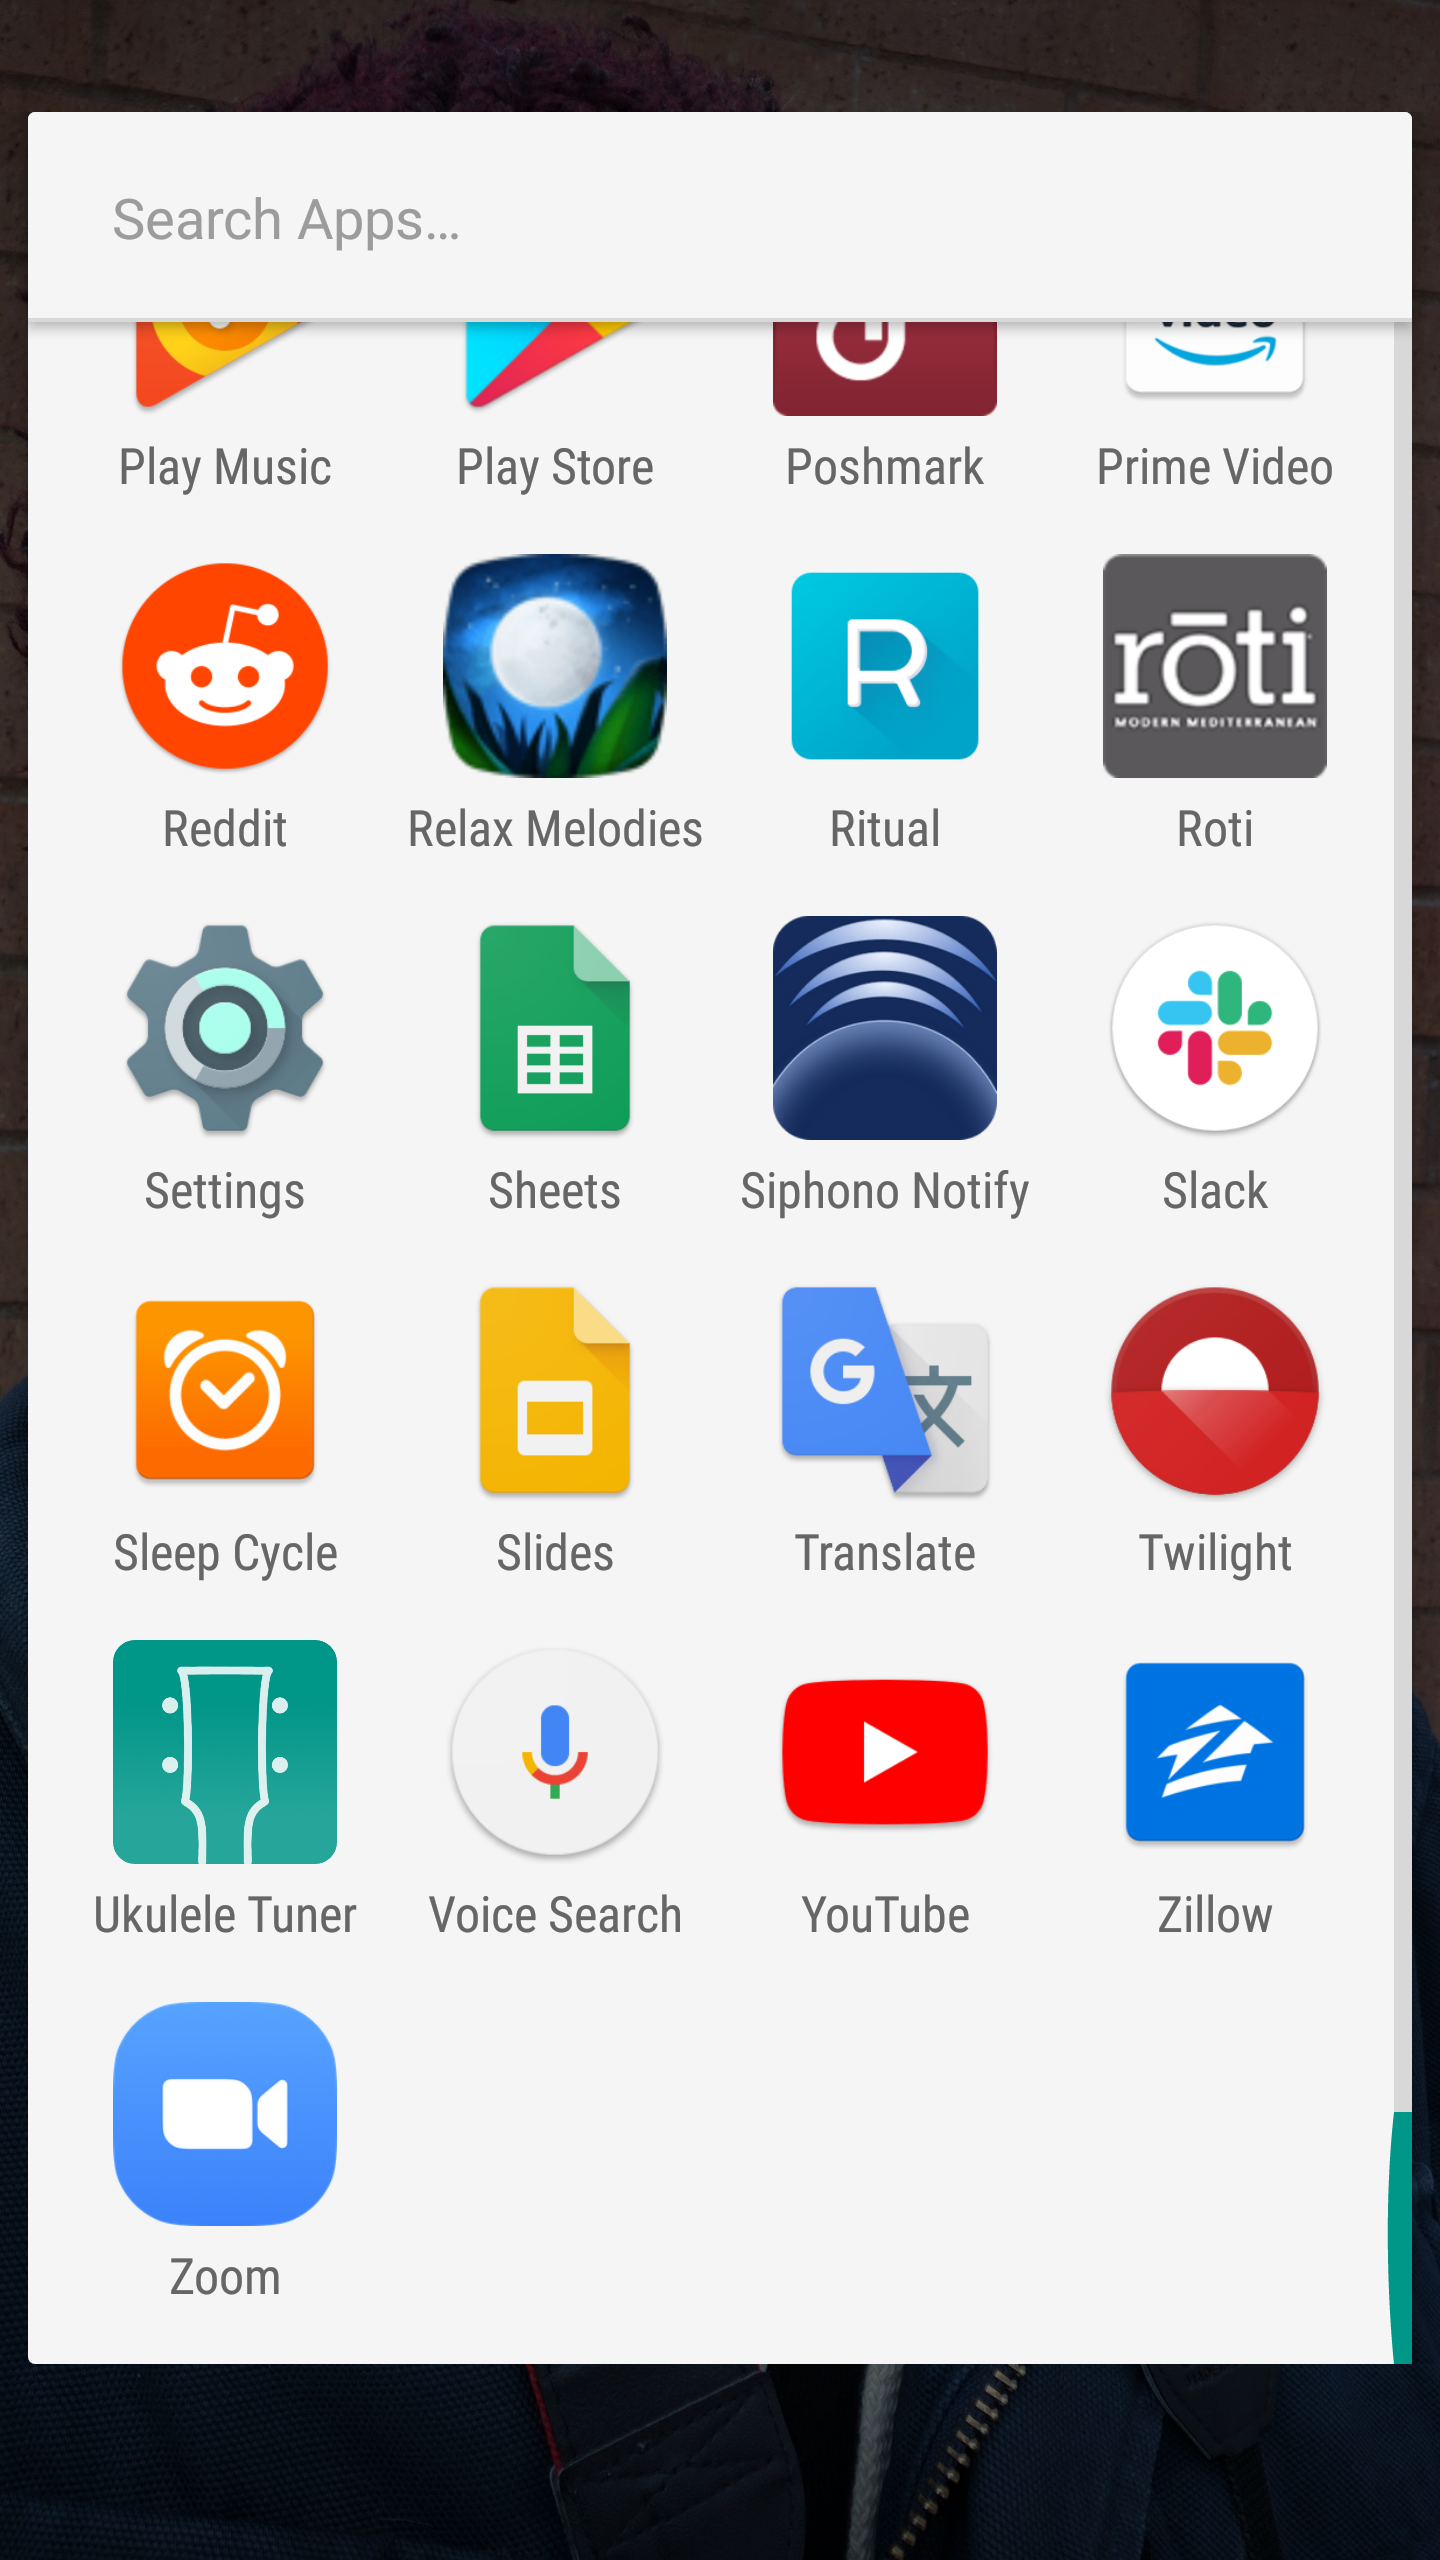 Search Apps...
video
Play Music
Play Store
Poshmark
Prime Video
R
rōti
MODERN MEDITERRANEAN
Reddit
Relax Melodies
Ritual
Roti
Settings
Sheets
Siphono Notify
Slack
G 文
Sleep Cycle
Slides
Translate
Twilight
Ukulele Tuner
Voice Search
YouTube
Zillow
Zoom